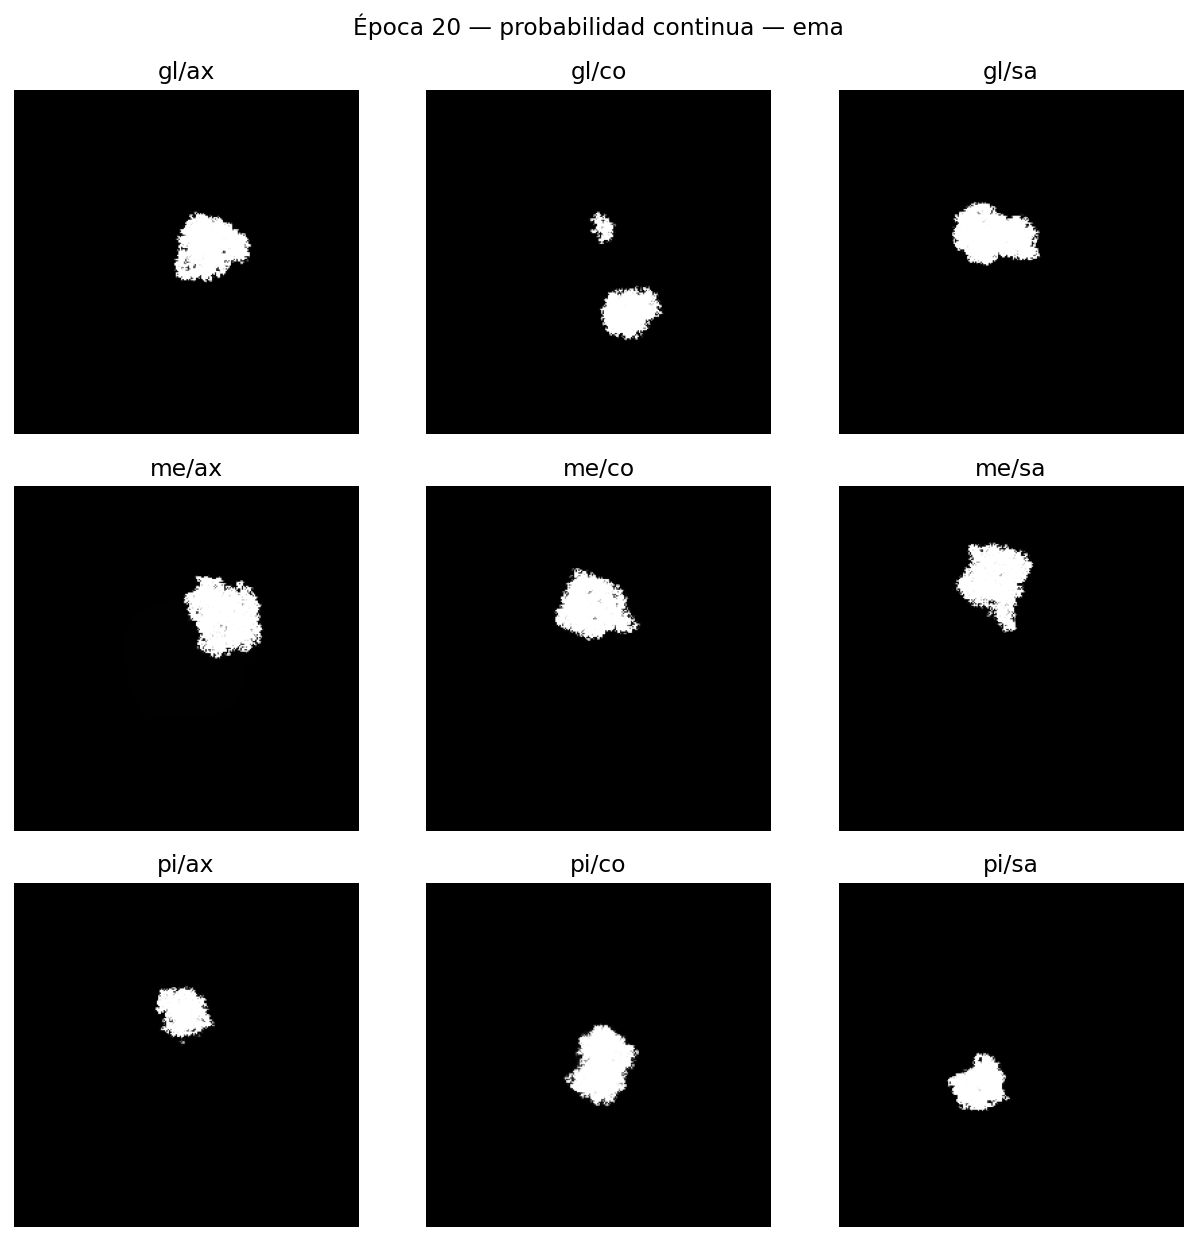 Época 20 — probabilidad continua — ema
gl/ax
gl/co
gl/sa
me/ax
me/co
me/sa
pi/ax
pi/co
pi/sa